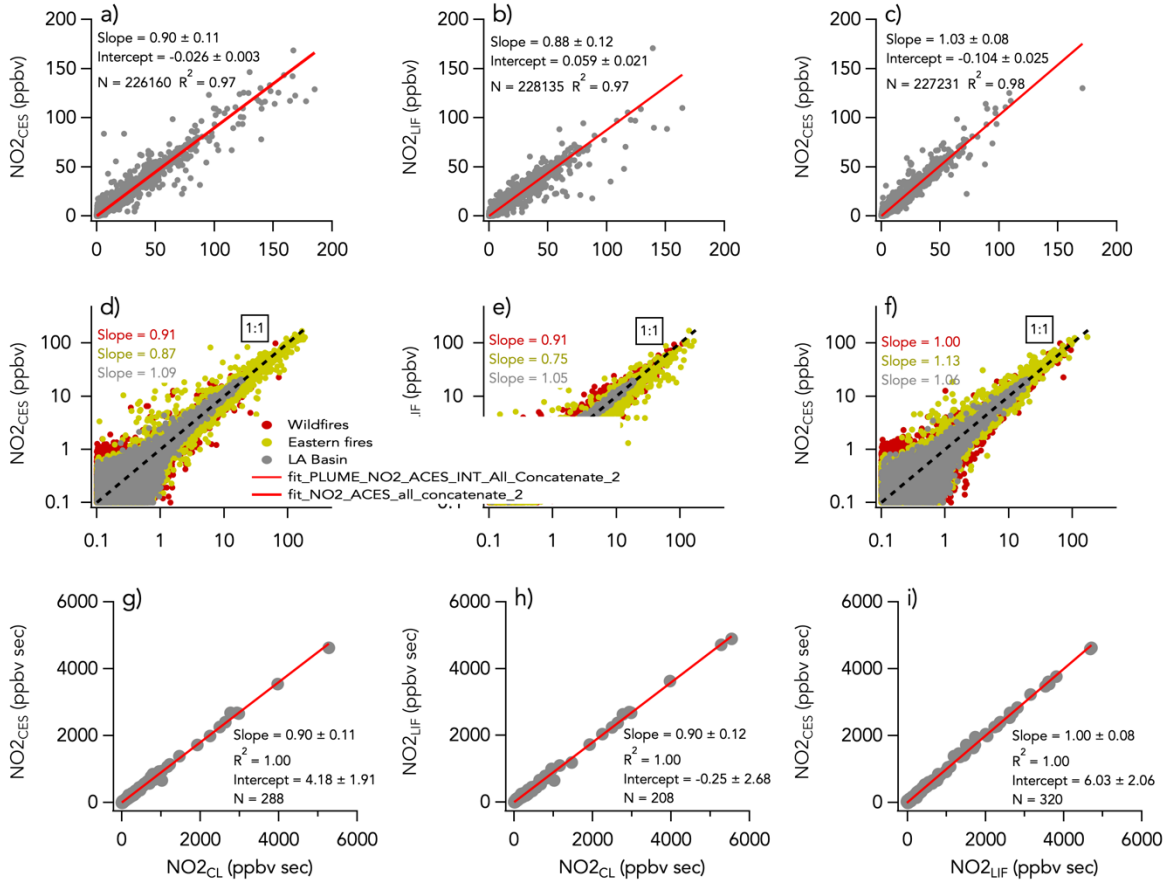 a)
200
150
100
50
0
NO2CES (ppbv)
Slope = 0.90 ± 0.11
Intercept = -0.026 ± 0.003
N = 226160 R2 = 0.97
0 50 100 150 200
b)
200
150
100
50
0
NO2LIF (ppbv)
Slope = 0.88 ± 0.12
Intercept = 0.059 ± 0.021
N = 228135 R2 = 0.97
0 50 100 150 200
c)
200
150
100
50
0
NO2CES (ppbv)
Slope = 1.03 ± 0.08
Intercept = -0.104 ± 0.025
N = 227231 R2 = 0.98
0 50 100 150 200
d)
100
10
1
0.1
NO2CES (ppbv)
1:1
Slope = 0.91
Slope = 0.87
Slope = 1.09
0.1 1 10 100
Wildfires
Eastern fires
LA Basin
fit_PLUME_NO2_ACES_INT_All_Concatenate_2
fit_NO2_ACES_all_concatenate_2
e)
100
10
IF (ppbv)
1:1
Slope = 0.91
Slope = 0.75
Slope = 1.05
0.1 1 10 100
f)
100
10
1
0.1
NO2CES (ppbv)
1:1
Slope = 1.00
Slope = 1.13
Slope = 1.06
0.1 1 10 100
g)
6000
4000
2000
0
NO2CES (ppbv sec)
Slope = 0.90 ± 0.11
R2 = 1.00
Intercept = 4.18 ± 1.91
N = 288
0 2000 4000 6000
NO2CL (ppbv sec)
h)
6000
4000
2000
0
NO2LIF (ppbv sec)
Slope = 0.90 ± 0.12
R2 = 1.00
Intercept = -0.25 ± 2.68
N = 208
0 2000 4000 6000
NO2CL (ppbv sec)
i)
6000
4000
2000
0
NO2CES (ppbv sec)
Slope = 1.00 ± 0.08
R2 = 1.00
Intercept = 6.03 ± 2.06
N = 320
0 2000 4000 6000
NO2LIF (ppbv sec)